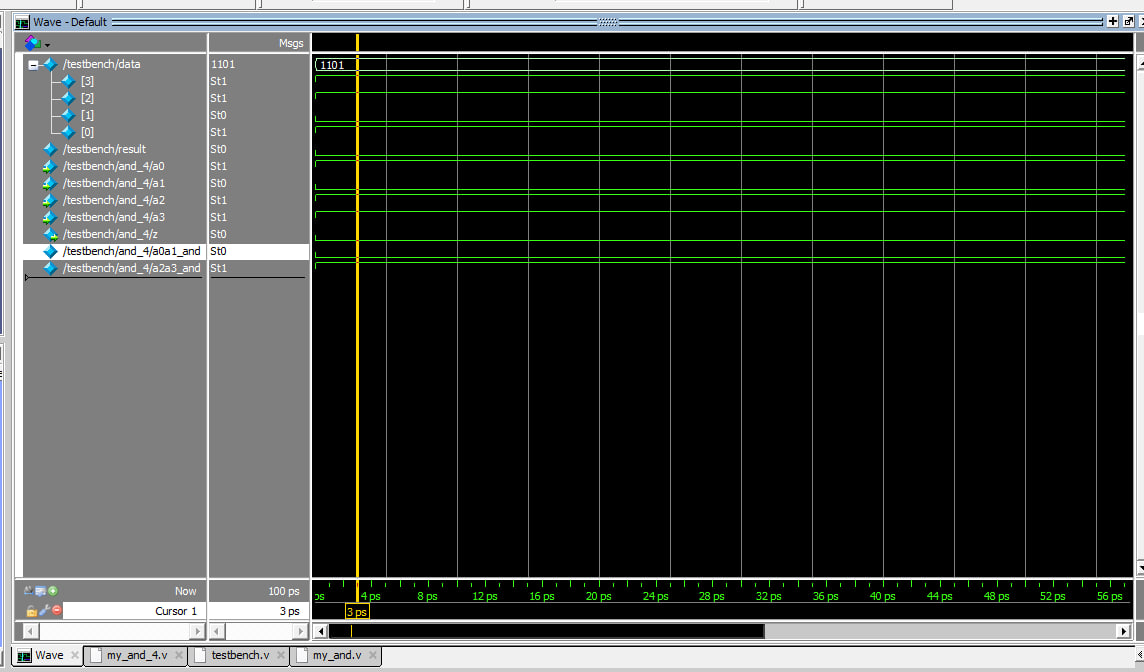 Wave - Default
Msgs
/testbench/data 1101 1101
[3] St1
[2] St1
[1] St0
[0] St1
/testbench/result St0
/testbench/and_4/a0 St1
/testbench/and_4/a1 St0
/testbench/and_4/a2 St1
/testbench/and_4/a3 St1
/testbench/and_4/z St0
/testbench/and_4/a0a1_and St0
/testbench/and_4/a2a3_and St1
Now 100 ps ps 4 ps 8 ps 12 ps 16 ps 20 ps 24 ps 28 ps 32 ps 36 ps 40 ps 44 ps 48 ps 52 ps 56 ps
Cursor 1 3 ps 3 ps
Wave my_and_4.v testbench.v my_and.v